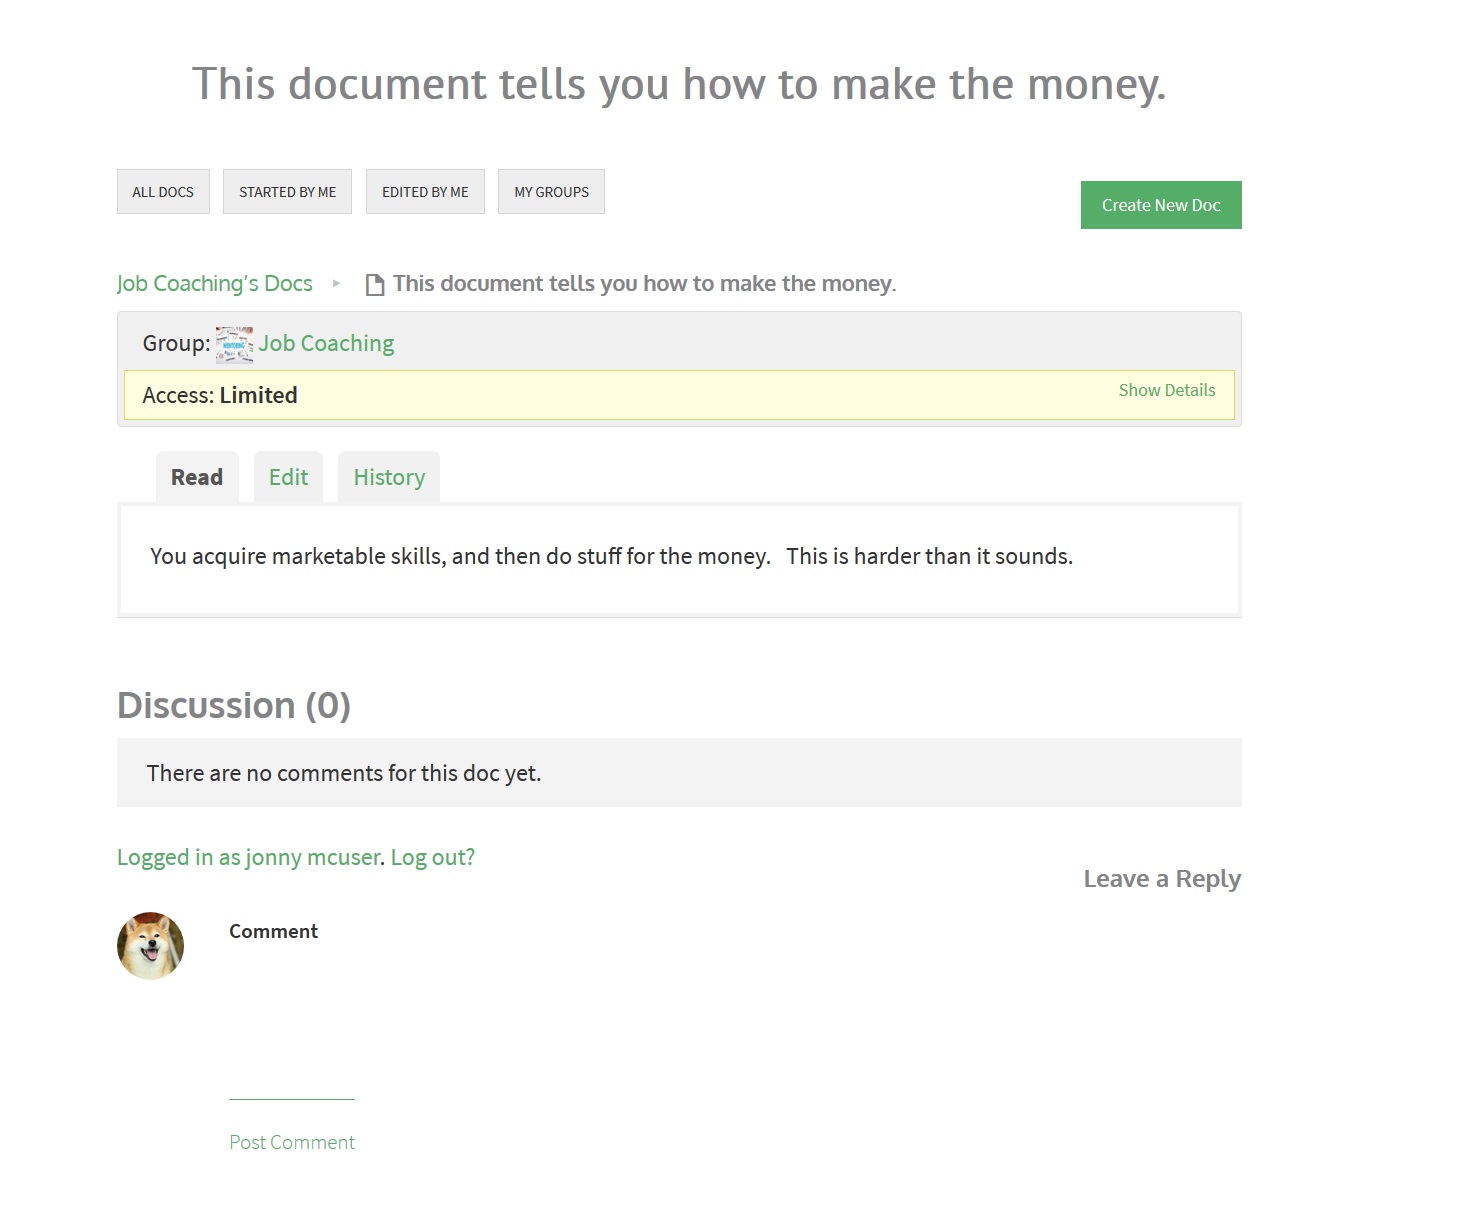 This document tells you how to make the money.
ALL DOCS STARTED BY ME EDITED BY ME MY GROUPS
Create New Doc
Job Coaching’s Docs ▸ This document tells you how to make the money.
Group: Job Coaching
Access: Limited Show Details
Read Edit History
You acquire marketable skills, and then do stuff for the money.   This is harder than it sounds.
Discussion (0)
There are no comments for this doc yet.
Logged in as jonny mcuser. Log out?
Leave a Reply
Comment
Post Comment